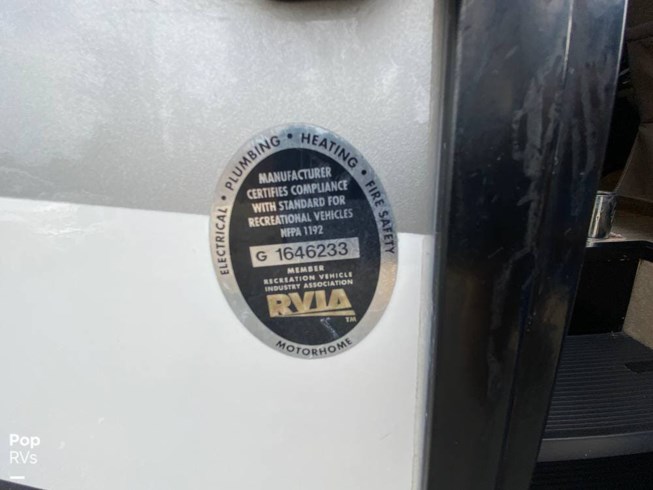 ELECTRICAL • PLUMBING • HEATING • FIRE SAFETY
MANUFACTURER
CERTIFIES COMPLIANCE
WITH STANDARD FOR
RECREATIONAL VEHICLES
NFPA 1192
G 1646233
MEMBER
RECREATION VEHICLE
INDUSTRY ASSOCIATION
RVIA
TM
MOTORHOME
Pop
RVs